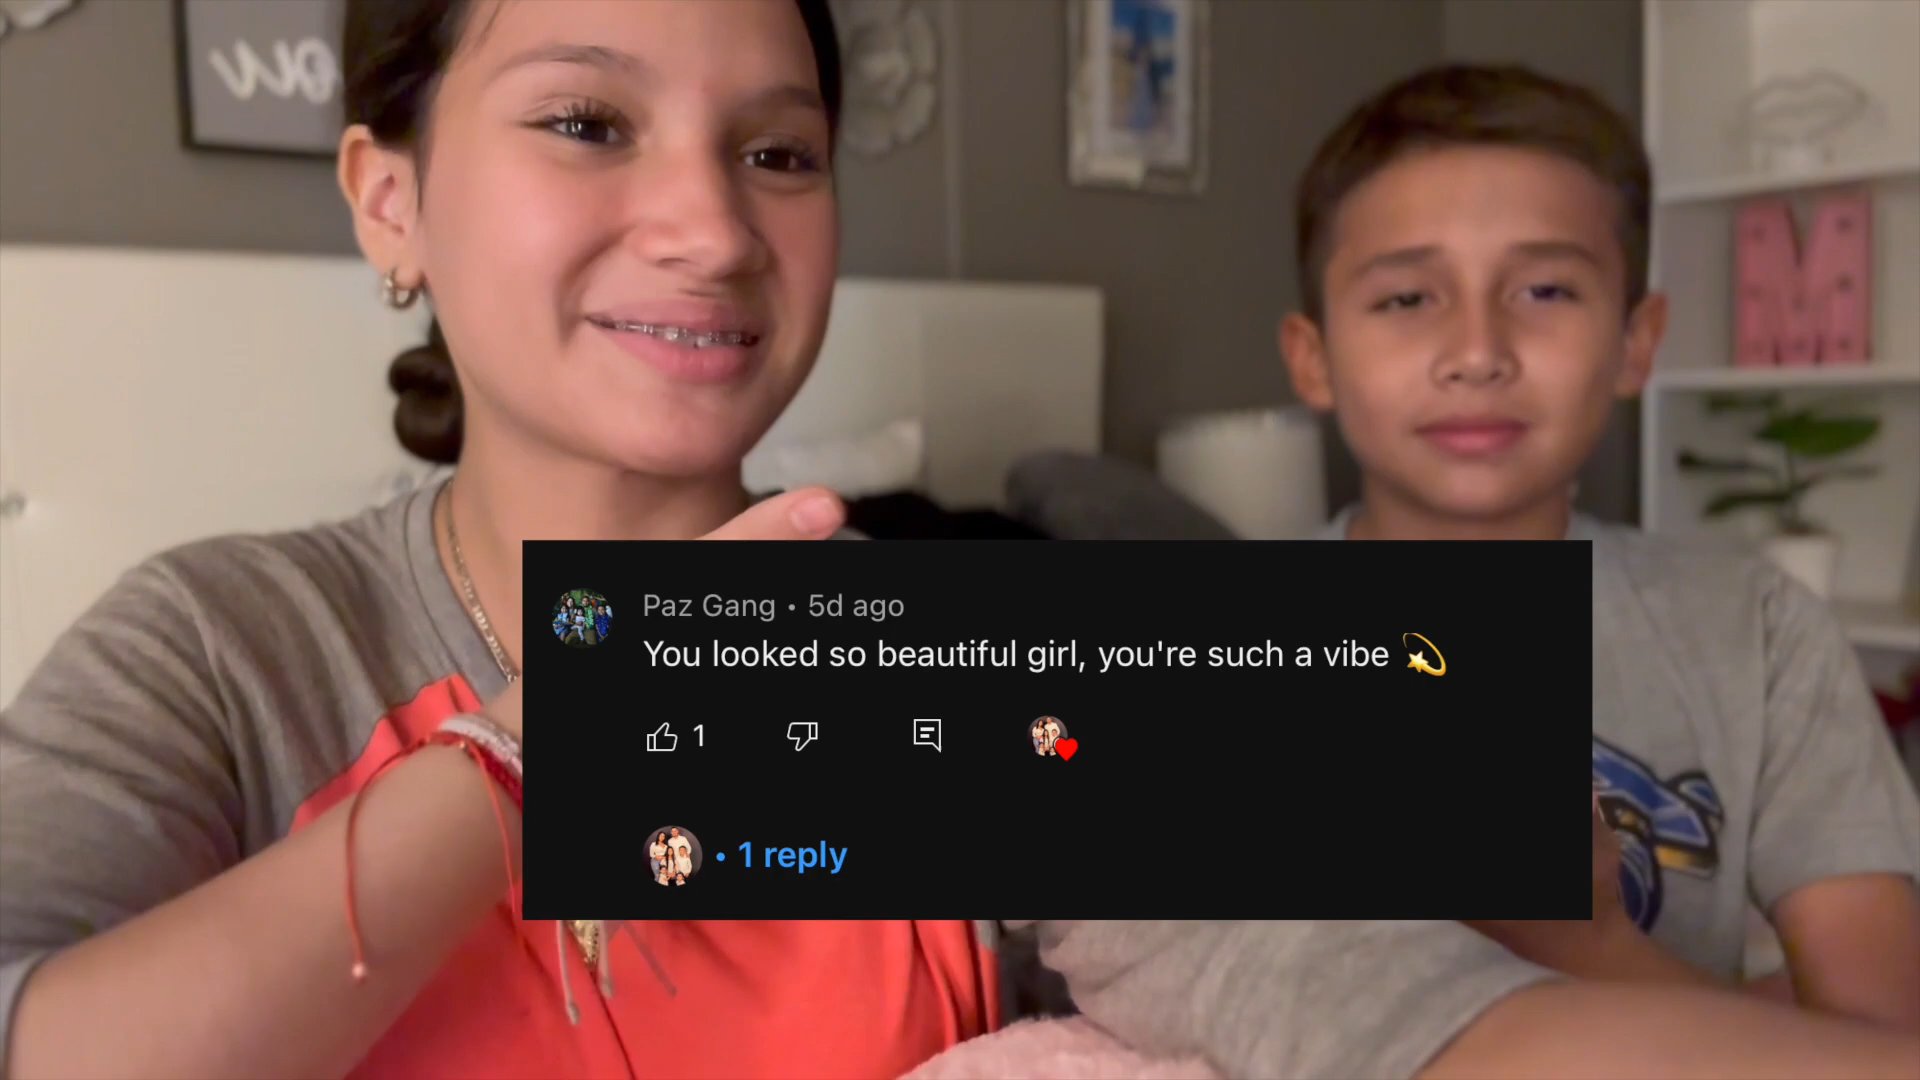 Paz Gang • 5d ago
You looked so beautiful girl, you're such a vibe 💫
1
• 1 reply
M